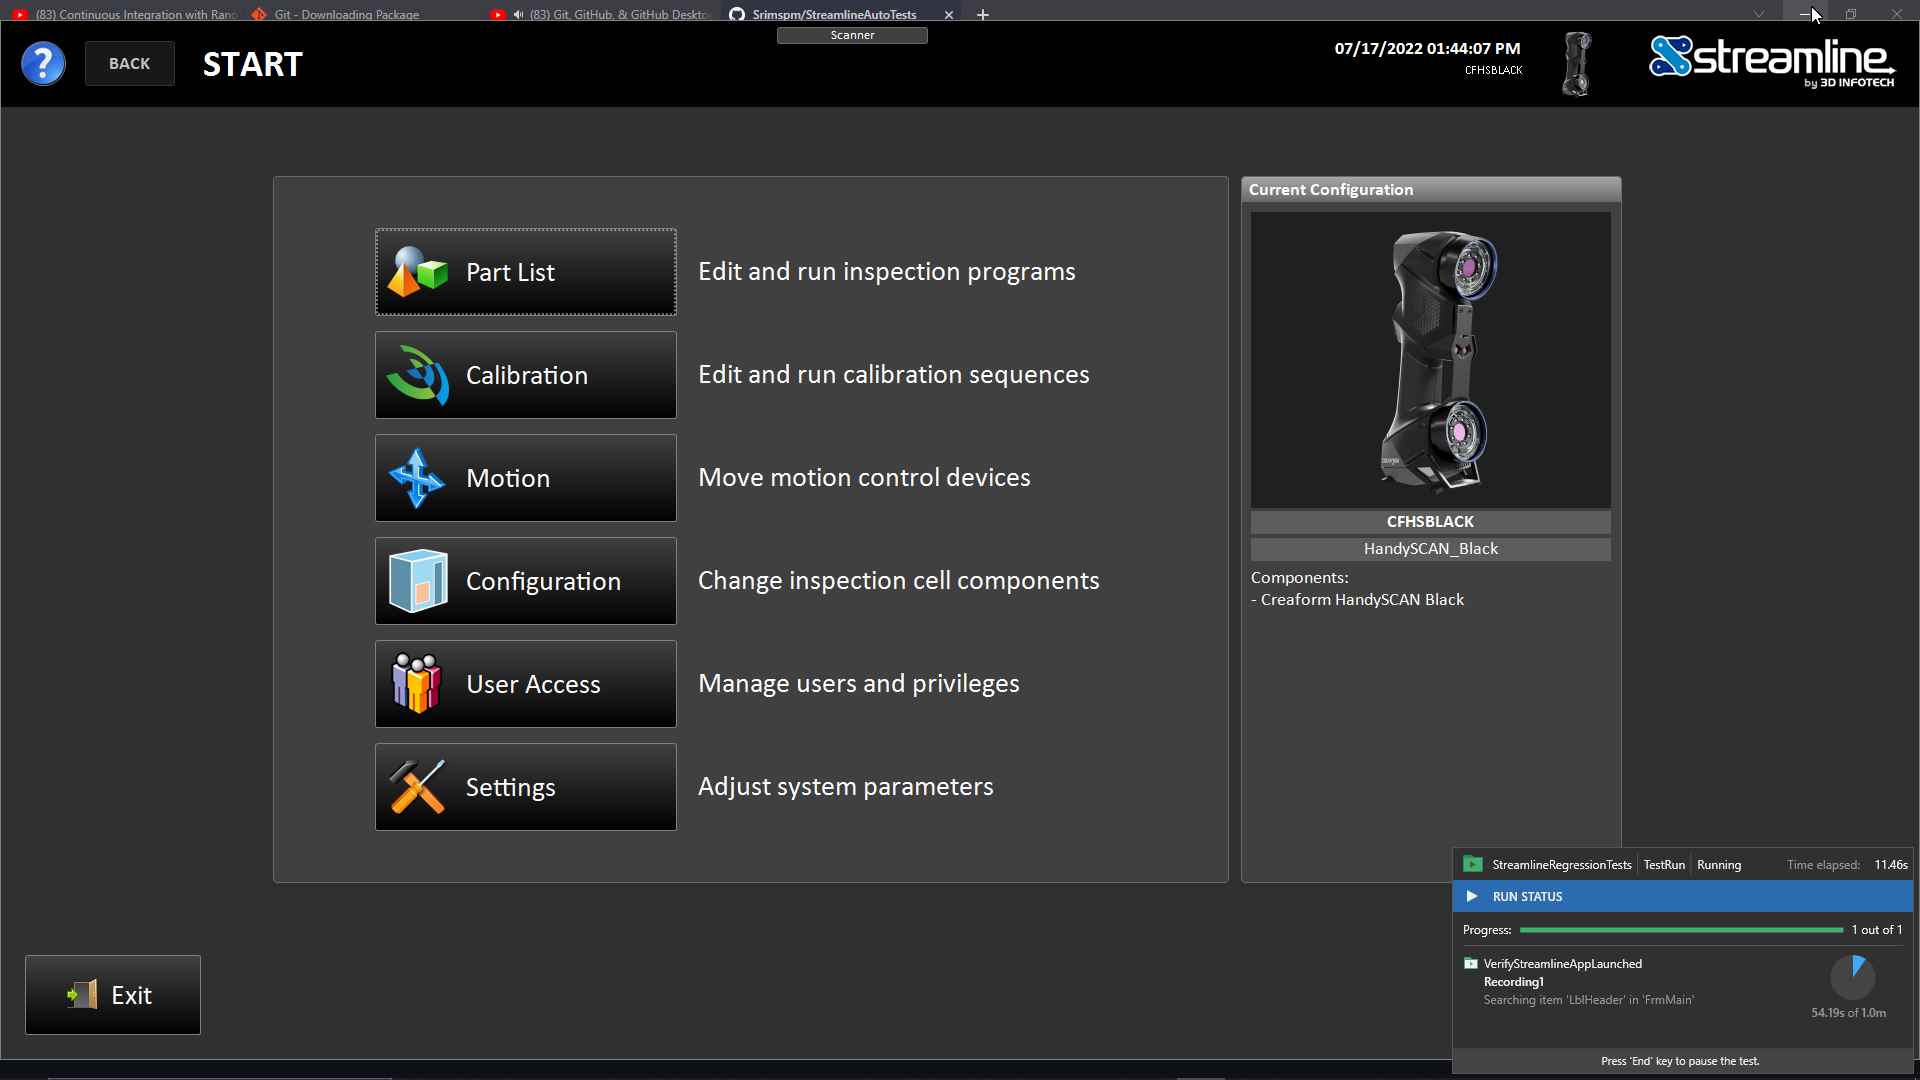 (83) Continuous Integration with Rano
Git - Downloading Package
(83) Git, GitHub, & GitHub Deskto
Srimspm/StreamlineAutoTests
Scanner
?
BACK
START
07/17/2022 01:44:07 PM
CFHSBLACK
streamline
by 3D INFOTECH
Part List
Edit and run inspection programs
Calibration
Edit and run calibration sequences
Motion
Move motion control devices
Configuration
Change inspection cell components
User Access
Manage users and privileges
Settings
Adjust system parameters
Exit
Current Configuration
CFHSBLACK
HandySCAN_Black
Components:
- Creaform HandySCAN Black
StreamlineRegressionTests TestRun Running Time elapsed: 11.46s
RUN STATUS
Progress: 1 out of 1
VerifyStreamlineAppLaunched
Recording1
Searching item 'LblHeader' in 'FrmMain'
54.19s of 1.0m
Press 'End' key to pause the test.